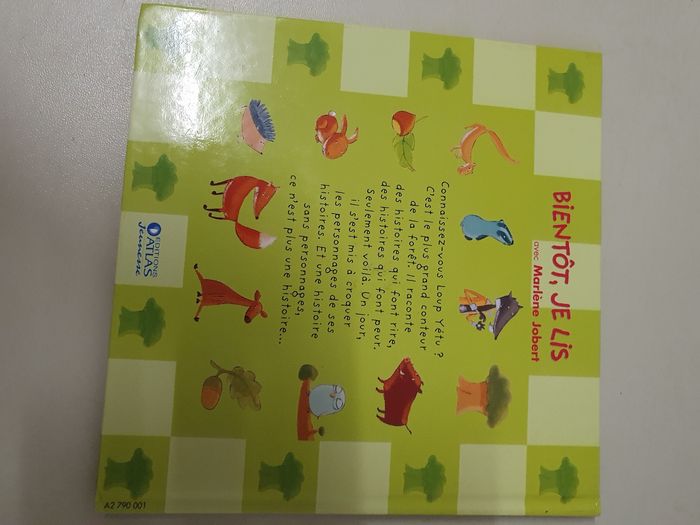 BIENTÔT, JE LIS
avec Marlène Jobert
Connaissez-vous Loup Yétu ?
C'est le plus grand conteur
de la forêt. Il raconte
des histoires qui font rire,
des histoires qui font peur.
Seulement voilà. Un jour,
il s'est mis à croquer
les personnages de ses
histoires. Et une histoire
sans personnages,
ce n'est plus une histoire...
EDITIONS
ATLAS
Jeunesse
A2 790 001